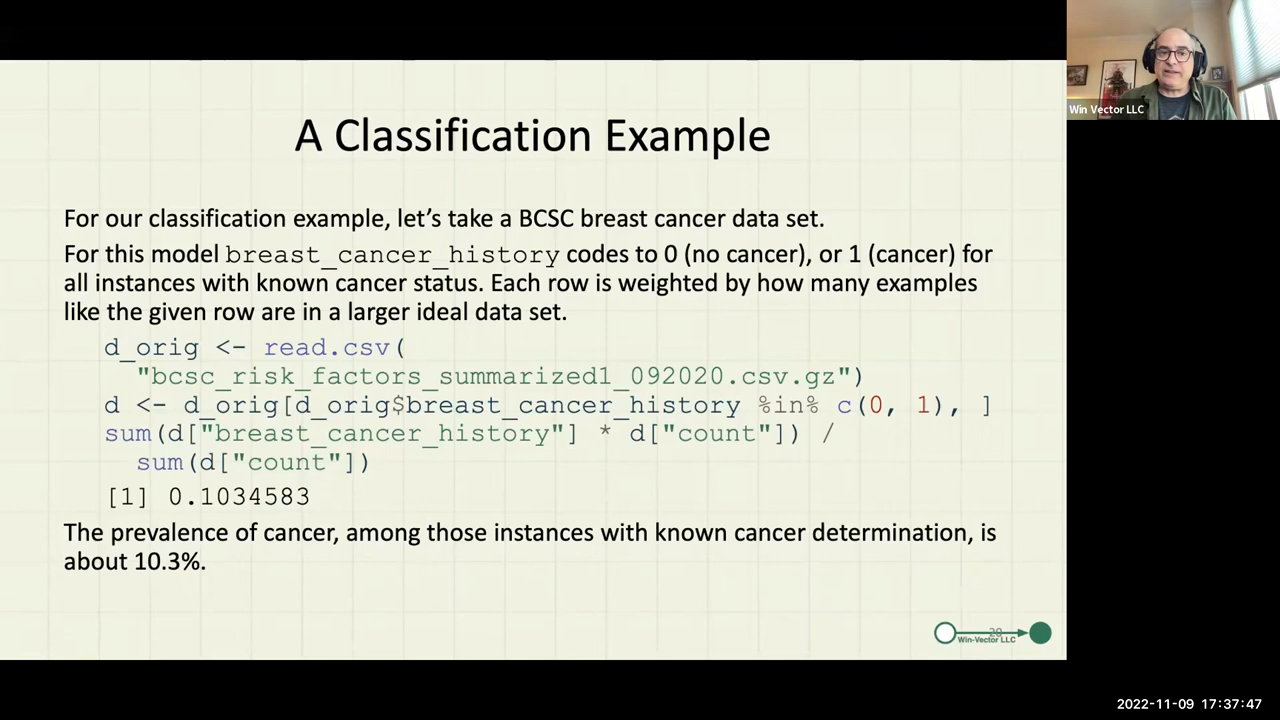 A Classification Example
For our classification example, let’s take a BCSC breast cancer data set.
For this model breast_cancer_history codes to 0 (no cancer), or 1 (cancer) for
all instances with known cancer status. Each row is weighted by how many examples
like the given row are in a larger ideal data set.
d_orig <- read.csv(
"bcsc_risk_factors_summarized1_092020.csv.gz")
d <- d_orig[d_orig$breast_cancer_history %in% c(0, 1), ]
sum(d["breast_cancer_history"] * d["count"]) /
sum(d["count"])
[1] 0.1034583
The prevalence of cancer, among those instances with known cancer determination, is
about 10.3%.
20
Win-Vector LLC
Win Vector LLC
2022-11-09 17:37:47